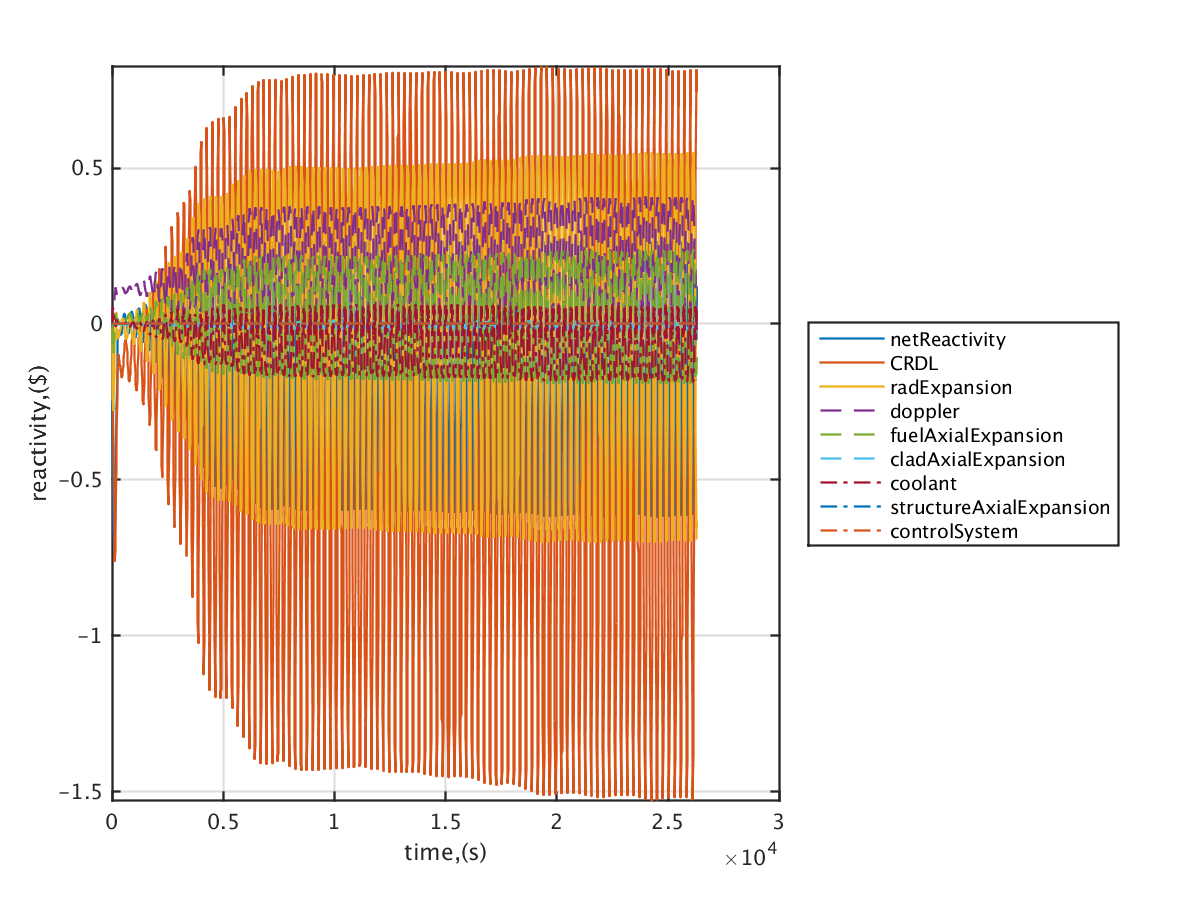 0.5
0
−0.5
−1
−1.5
reactivity,($)
0 0.5 1 1.5 2 2.5 3
time,(s)
×10^4
netReactivity
CRDL
radExpansion
doppler
fuelAxialExpansion
cladAxialExpansion
coolant
structureAxialExpansion
controlSystem